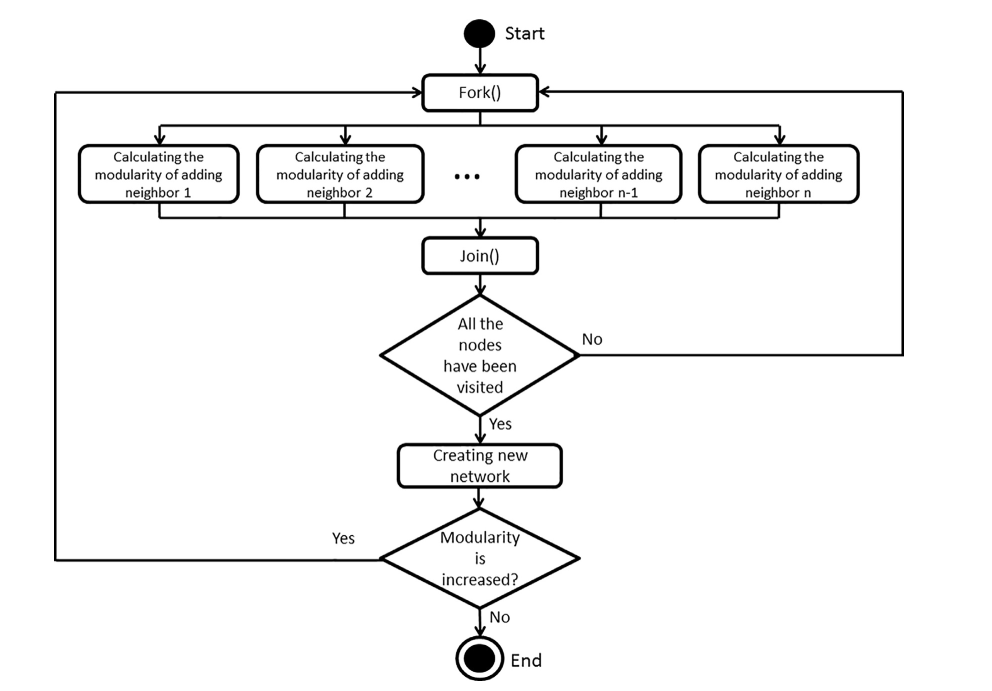 Start
Fork()
Calculating the
modularity of adding
neighbor 1
Calculating the
modularity of adding
neighbor 2
...
Calculating the
modularity of adding
neighbor n-1
Calculating the
modularity of adding
neighbor n
Join()
All the
nodes
have been
visited
No
Yes
Creating new
network
Modularity
is
increased?
Yes
No
End